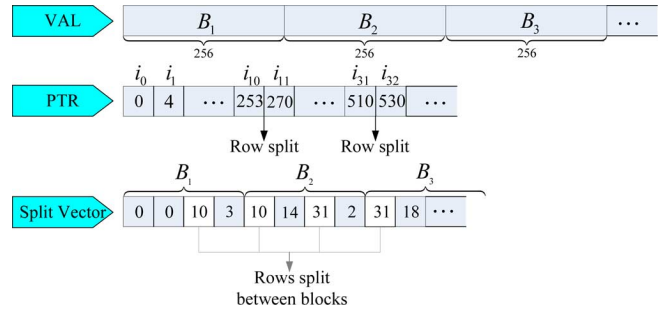 VAL B₁ B₂ B₃ ...
256 256 256
i₀ i₁ i₁₀ i₁₁ i₃₁ i₃₂
PTR 0 4 ... 253 270 ... 510 530 ...
Row split Row split
B₁ B₂ B₃
Split Vector 0 0 10 3 10 14 31 2 31 18 ...
Rows split
between blocks